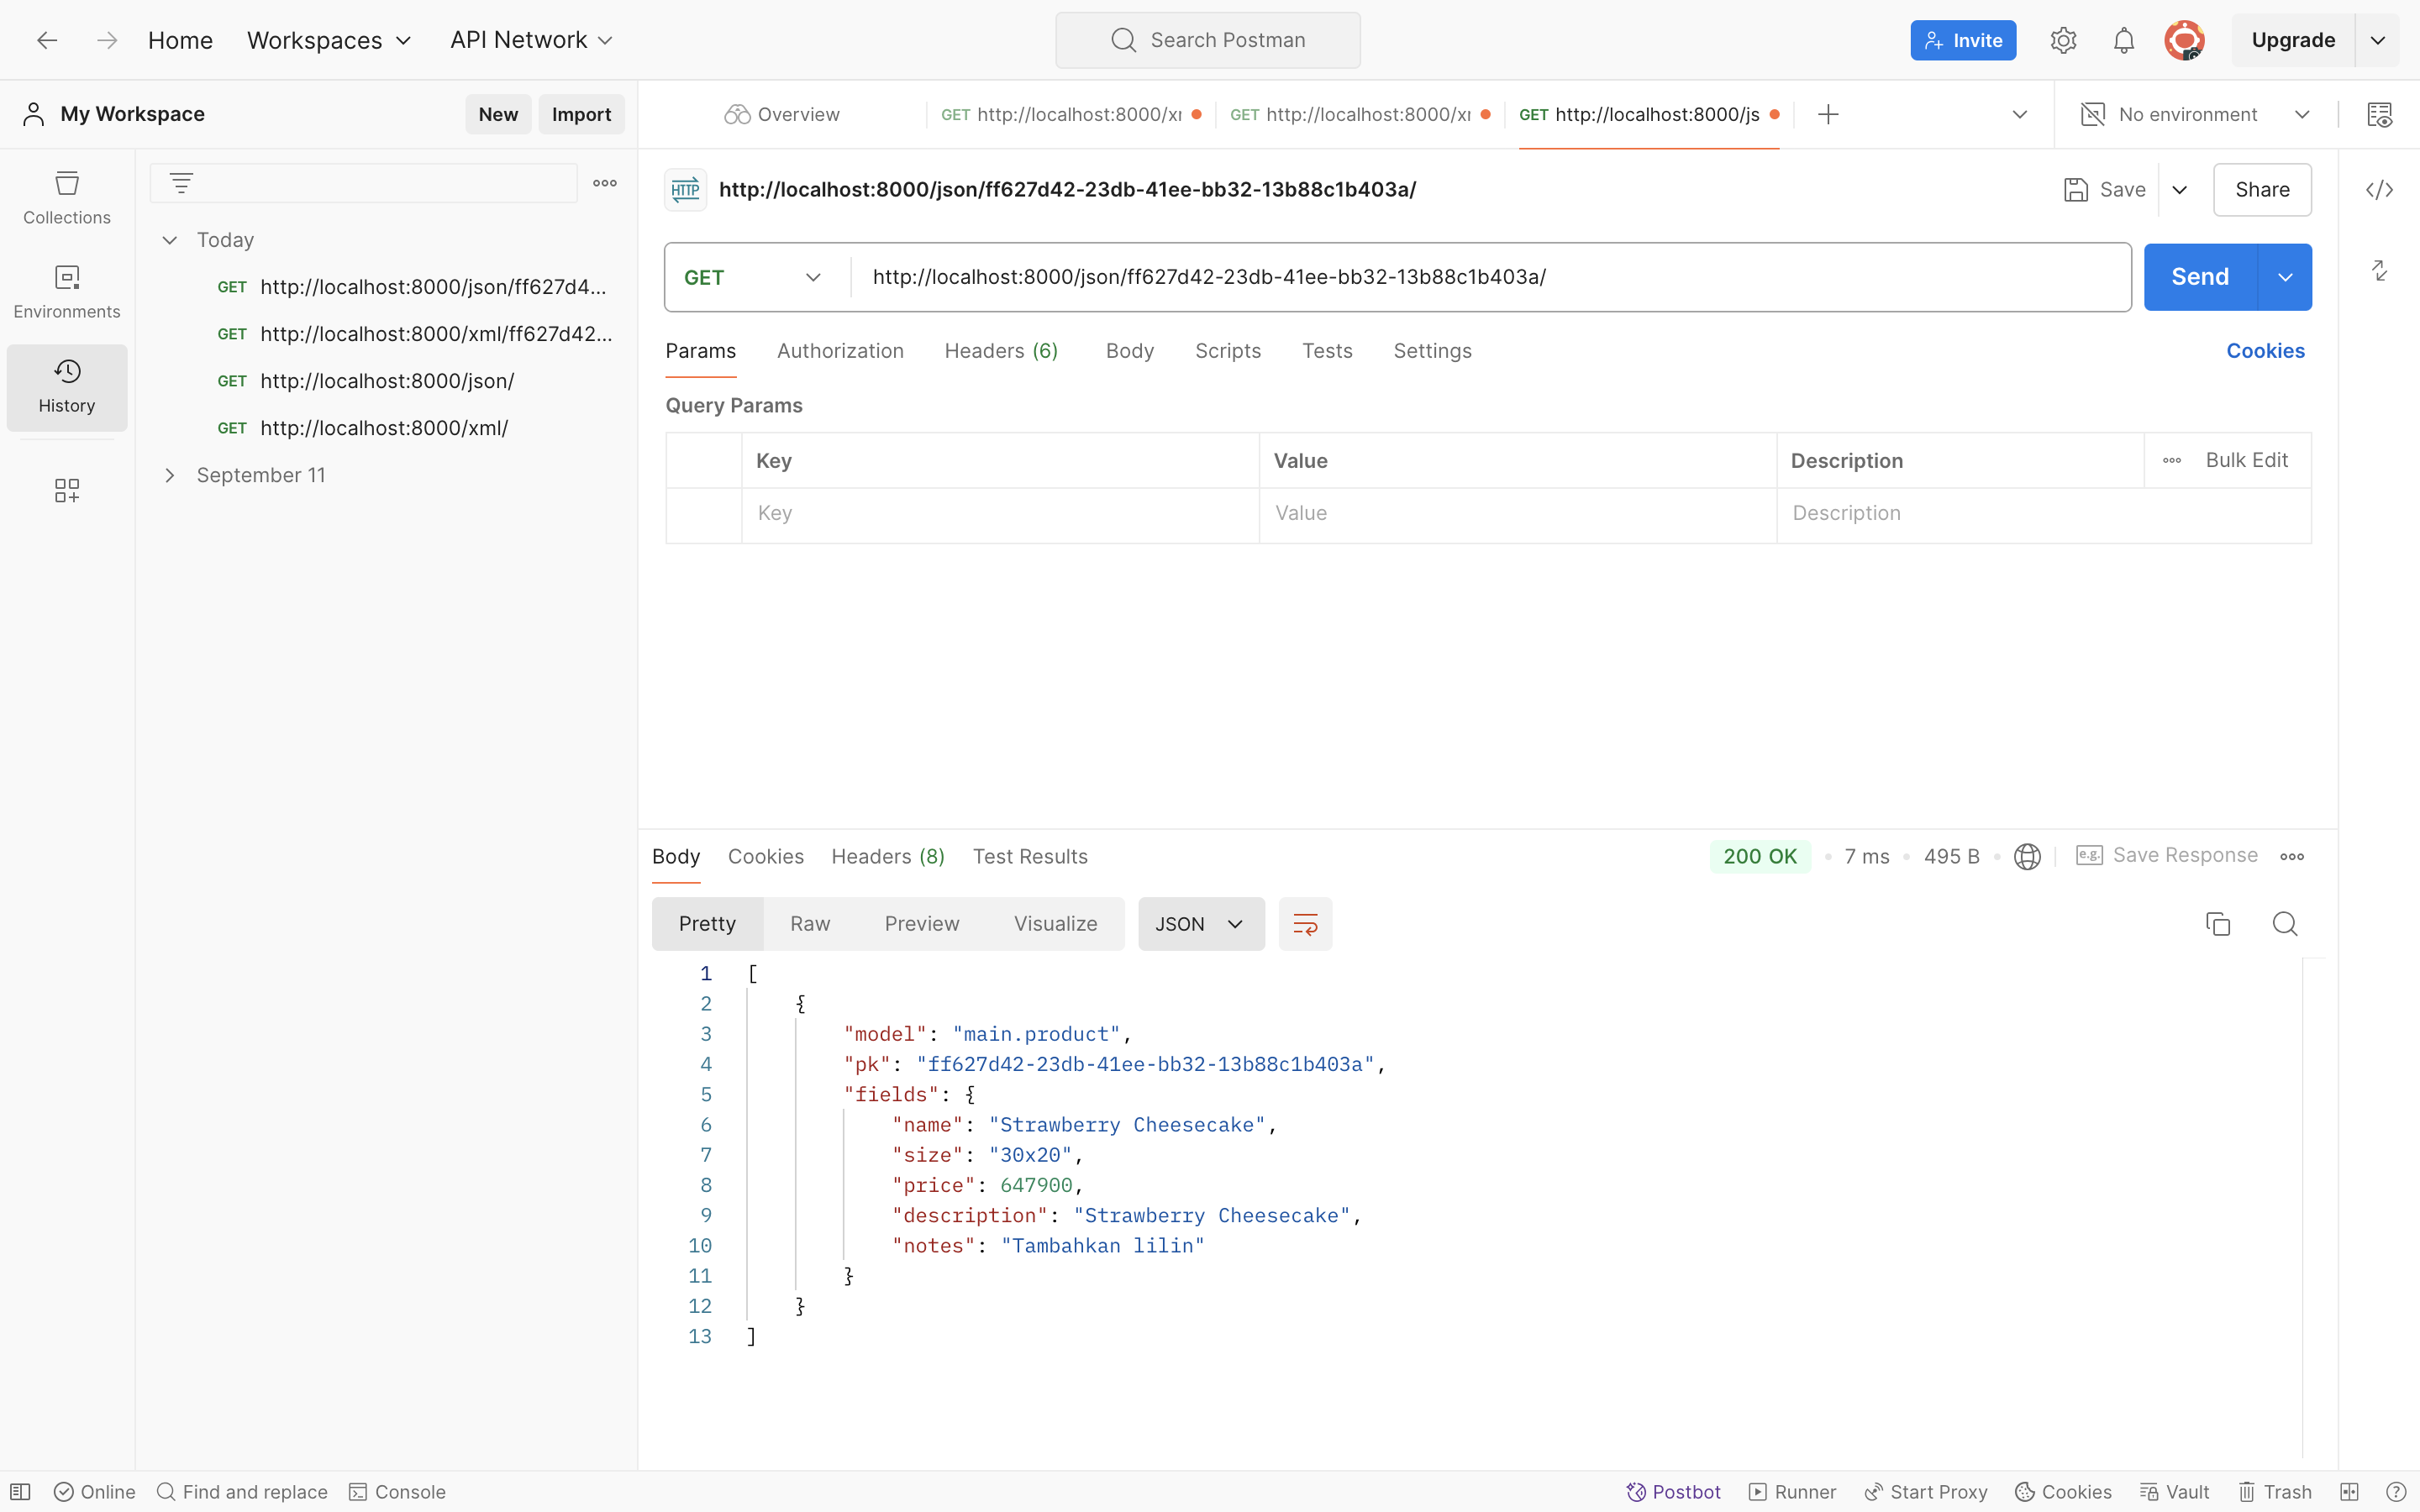 Home Workspaces API Network Search Postman Invite Upgrade
My Workspace New Import Overview GET http://localhost:8000/xr GET http://localhost:8000/xr GET http://localhost:8000/js No environment
Collections
Environments
History
Today
GET http://localhost:8000/json/ff627d4...
GET http://localhost:8000/xml/ff627d42...
GET http://localhost:8000/json/
GET http://localhost:8000/xml/
September 11
HTTP http://localhost:8000/json/ff627d42-23db-41ee-bb32-13b88c1b403a/ Save Share
GET http://localhost:8000/json/ff627d42-23db-41ee-bb32-13b88c1b403a/ Send
Params Authorization Headers (6) Body Scripts Tests Settings Cookies
Query Params
Key Value Description Bulk Edit
Key Value Description
Body Cookies Headers (8) Test Results 200 OK 7 ms 495 B e.g. Save Response
Pretty Raw Preview Visualize JSON
1 [
2 {
3 "model": "main.product",
4 "pk": "ff627d42-23db-41ee-bb32-13b88c1b403a",
5 "fields": {
6 "name": "Strawberry Cheesecake",
7 "size": "30x20",
8 "price": 647900,
9 "description": "Strawberry Cheesecake",
10 "notes": "Tambahkan lilin"
11 }
12 }
13 ]
Online Find and replace Console Postbot Runner Start Proxy Cookies Vault Trash